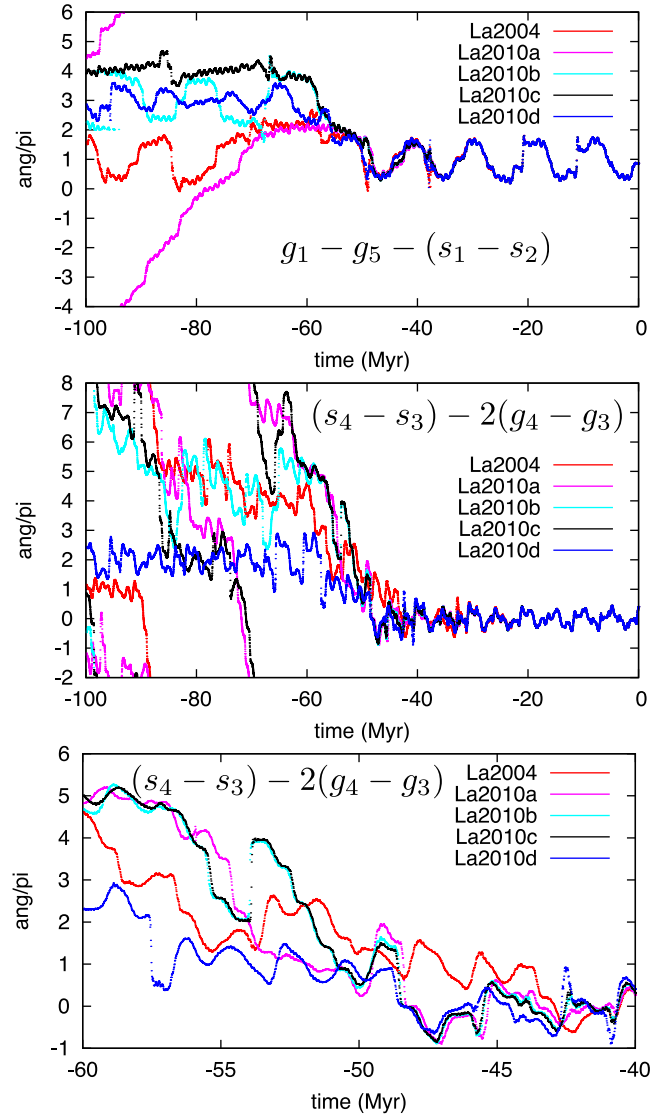 6
5
4
3
2
1
0
-1
-2
-3
-4
ang/pi
La2004
La2010a
La2010b
La2010c
La2010d
g₁ − g₅ − (s₁ − s₂)
-100 -80 -60 -40 -20 0
time (Myr)
8
7
6
5
4
3
2
1
0
-1
-2
ang/pi
(s₄ − s₃) − 2(g₄ − g₃)
La2004
La2010a
La2010b
La2010c
La2010d
-100 -80 -60 -40 -20 0
time (Myr)
6
5
4
3
2
1
0
-1
ang/pi
(s₄ − s₃) − 2(g₄ − g₃)
La2004
La2010a
La2010b
La2010c
La2010d
-60 -55 -50 -45 -40
time (Myr)